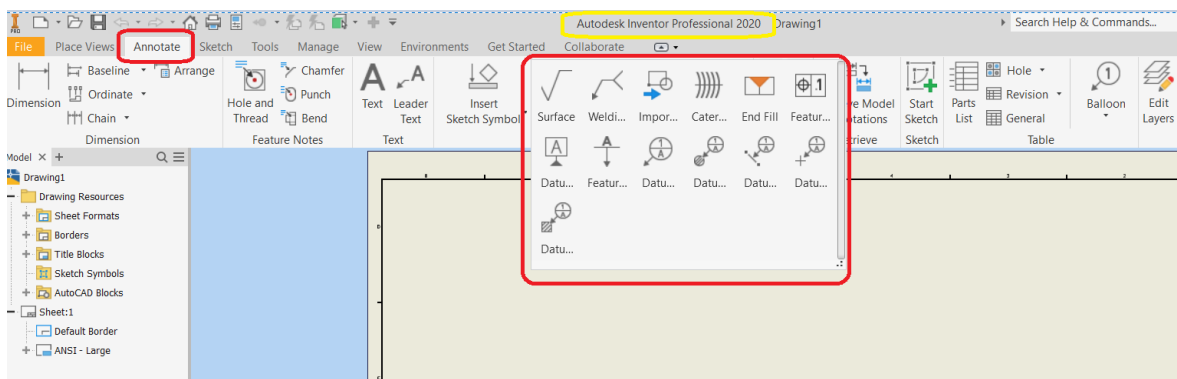 PRO
Autodesk Inventor Professional 2020 Drawing1
Search Help & Commands...
File Place Views Annotate Sketch Tools Manage View Environments Get Started Collaborate
Baseline Arrange
Ordinate
Chain
Dimension
Dimension
Hole and Thread
Chamfer
Punch
Bend
Feature Notes
A A
Text Leader Text
Text
Insert Sketch Symbol
Surface Weldi... Impor... Cater... End Fill Featur...
Datu... Featur... Datu... Datu... Datu... Datu...
Datu...
Model
Start Sketch
Sketch
Parts List
Hole
Revision
General
Table
1
Balloon
Edit Layers
Model × +
Drawing1
Drawing Resources
Sheet Formats
Borders
Title Blocks
Sketch Symbols
AutoCAD Blocks
Sheet:1
Default Border
ANSI - Large